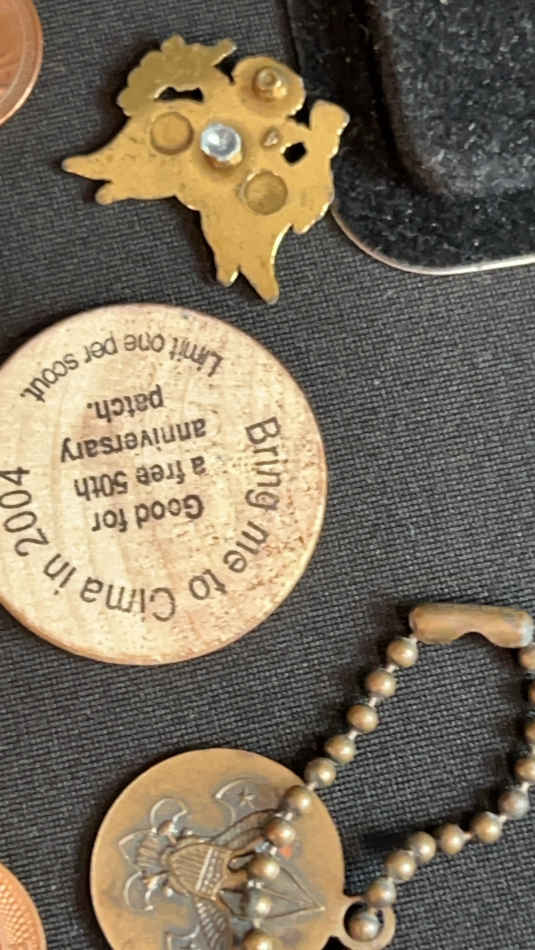 Bring me to Cima in 2004
Good for
a free 50th
anniversary
patch.
Limit one per scout.